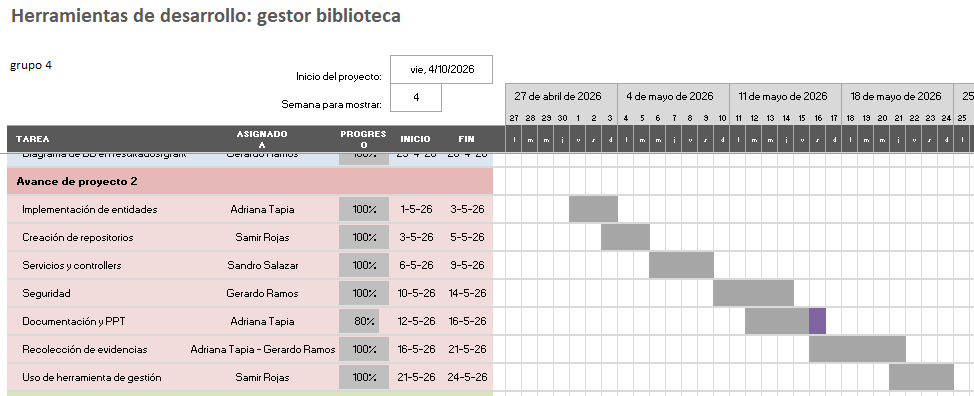 Herramientas de desarrollo: gestor biblioteca
grupo 4
Inicio del proyecto: vie, 4/10/2026
Semana para mostrar: 4
27 de abril de 2026 4 de mayo de 2026 11 de mayo de 2026 18 de mayo de 2026 25
27 28 29 30 1 2 3 4 5 6 7 8 9 10 11 12 13 14 15 16 17 18 19 20 21 22 23 24 25
TAREA ASIGNADO A PROGRESO INICIO FIN l m m j v s d l m m j v s d l m m j v s d l m m j v s d l
Gerardo Ramos 100%
Avance de proyecto 2
Implementación de entidades Adriana Tapia 100% 1-5-26 3-5-26
Creación de repositorios Samir Rojas 100% 3-5-26 5-5-26
Servicios y controllers Sandro Salazar 100% 6-5-26 9-5-26
Seguridad Gerardo Ramos 100% 10-5-26 14-5-26
Documentación y PPT Adriana Tapia 80% 12-5-26 16-5-26
Recolección de evidencias Adriana Tapia - Gerardo Ramos 100% 16-5-26 21-5-26
Uso de herramienta de gestión Samir Rojas 100% 21-5-26 24-5-26